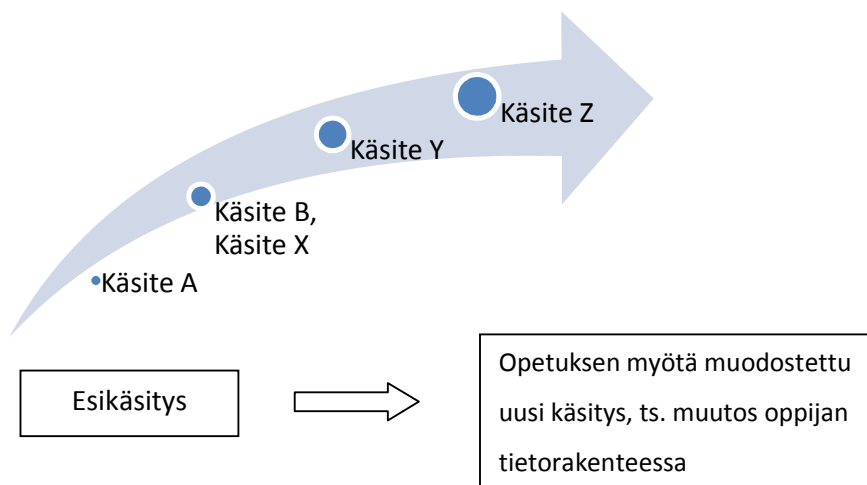 Käsite Z
Käsite Y
Käsite B,
Käsite X
Käsite A
Esikäsitys
Opetuksen myötä muodostettu
uusi käsitys, ts. muutos oppijan
tietorakenteessa